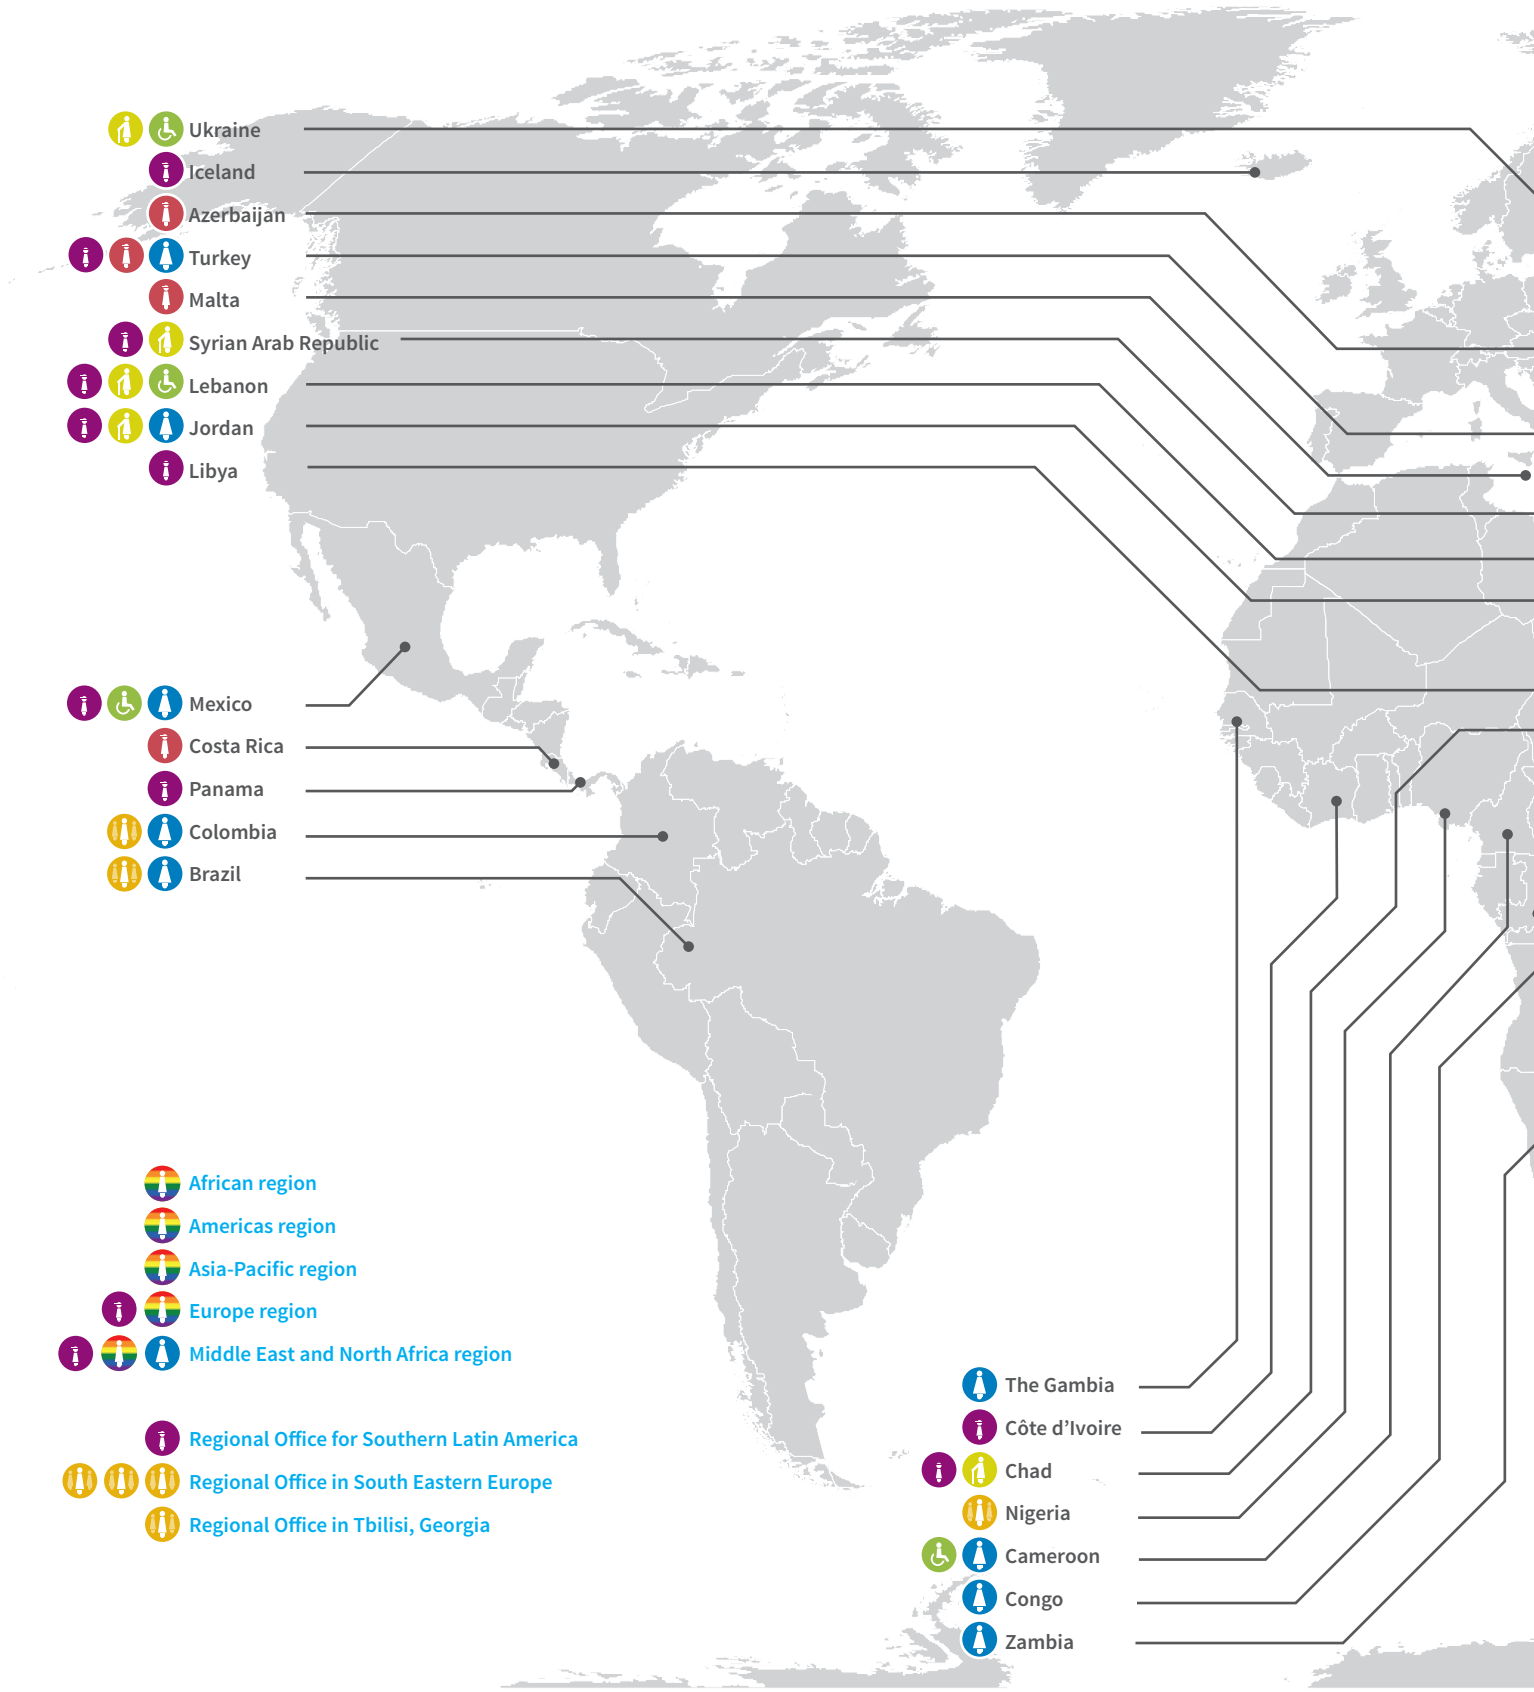 Ukraine
Iceland
Azerbaijan
Turkey
Malta
Syrian Arab Republic
Lebanon
Jordan
Libya
Mexico
Costa Rica
Panama
Colombia
Brazil
African region
Americas region
Asia-Pacific region
Europe region
Middle East and North Africa region
Regional Office for Southern Latin America
Regional Office in South Eastern Europe
Regional Office in Tbilisi, Georgia
The Gambia
Côte d’Ivoire
Chad
Nigeria
Cameroon
Congo
Zambia